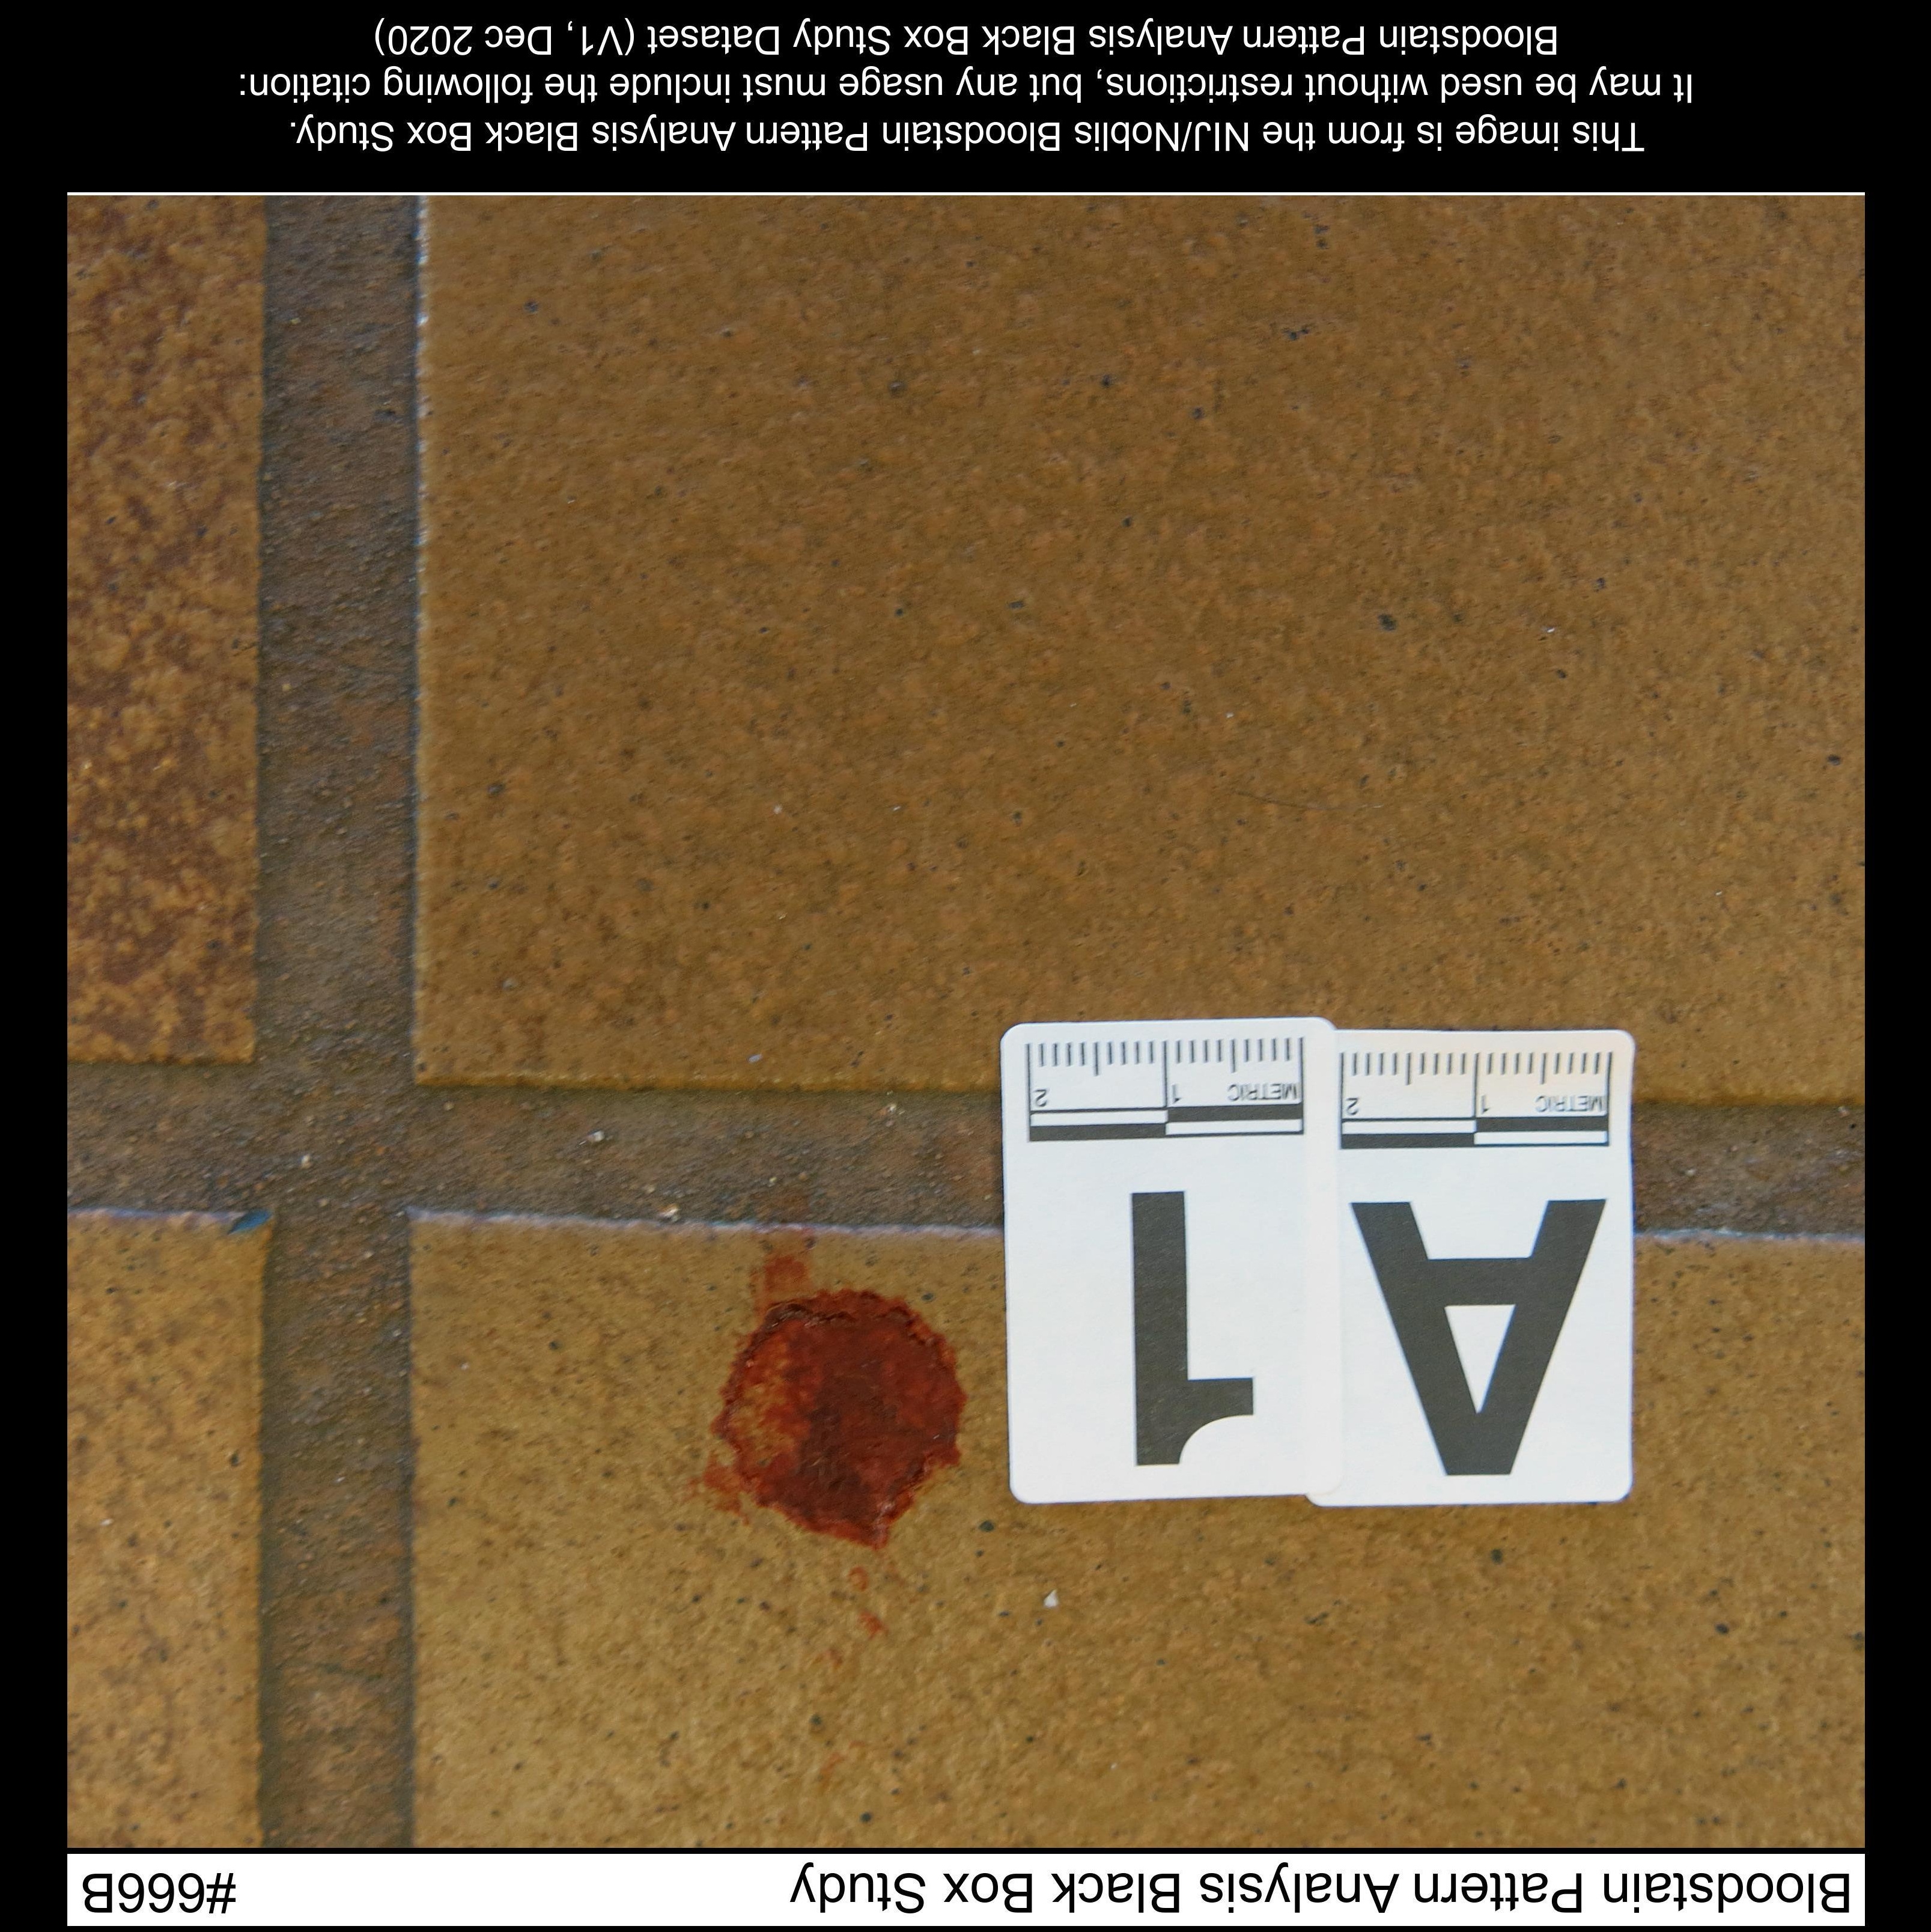 Bloodstain Pattern Analysis Black Box Study #666B
A 1
METRIC 1 2 METRIC 1 2
This image is from the NIJ/Noblis Bloodstain Pattern Analysis Black Box Study.
It may be used without restrictions, but any usage must include the following citation:
Bloodstain Pattern Analysis Black Box Study Dataset (V1, Dec 2020)